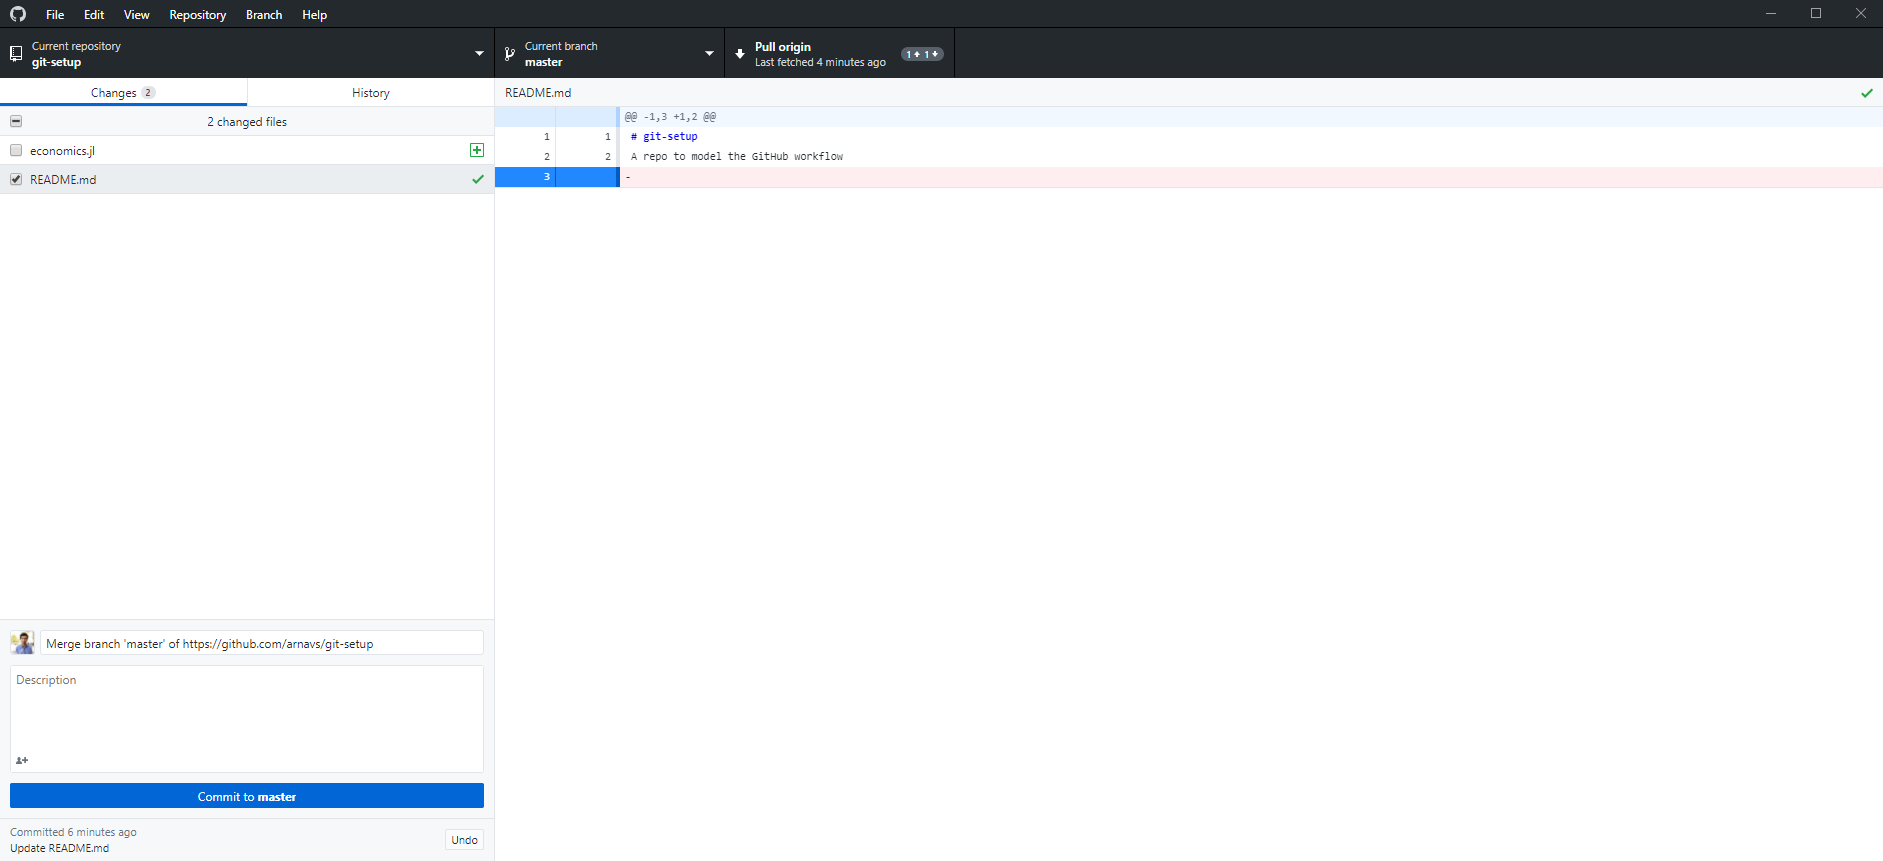 File Edit View Repository Branch Help
Current repository
git-setup
Current branch
master
Pull origin
Last fetched 4 minutes ago
1 1
Changes 2
History
2 changed files
economics.jl
README.md
README.md
@@ -1,3 +1,2 @@
1 1 # git-setup
2 2 A repo to model the GitHub workflow
3 -
Merge branch 'master' of https://github.com/arnavs/git-setup
Description
Commit to master
Committed 6 minutes ago
Update README.md
Undo